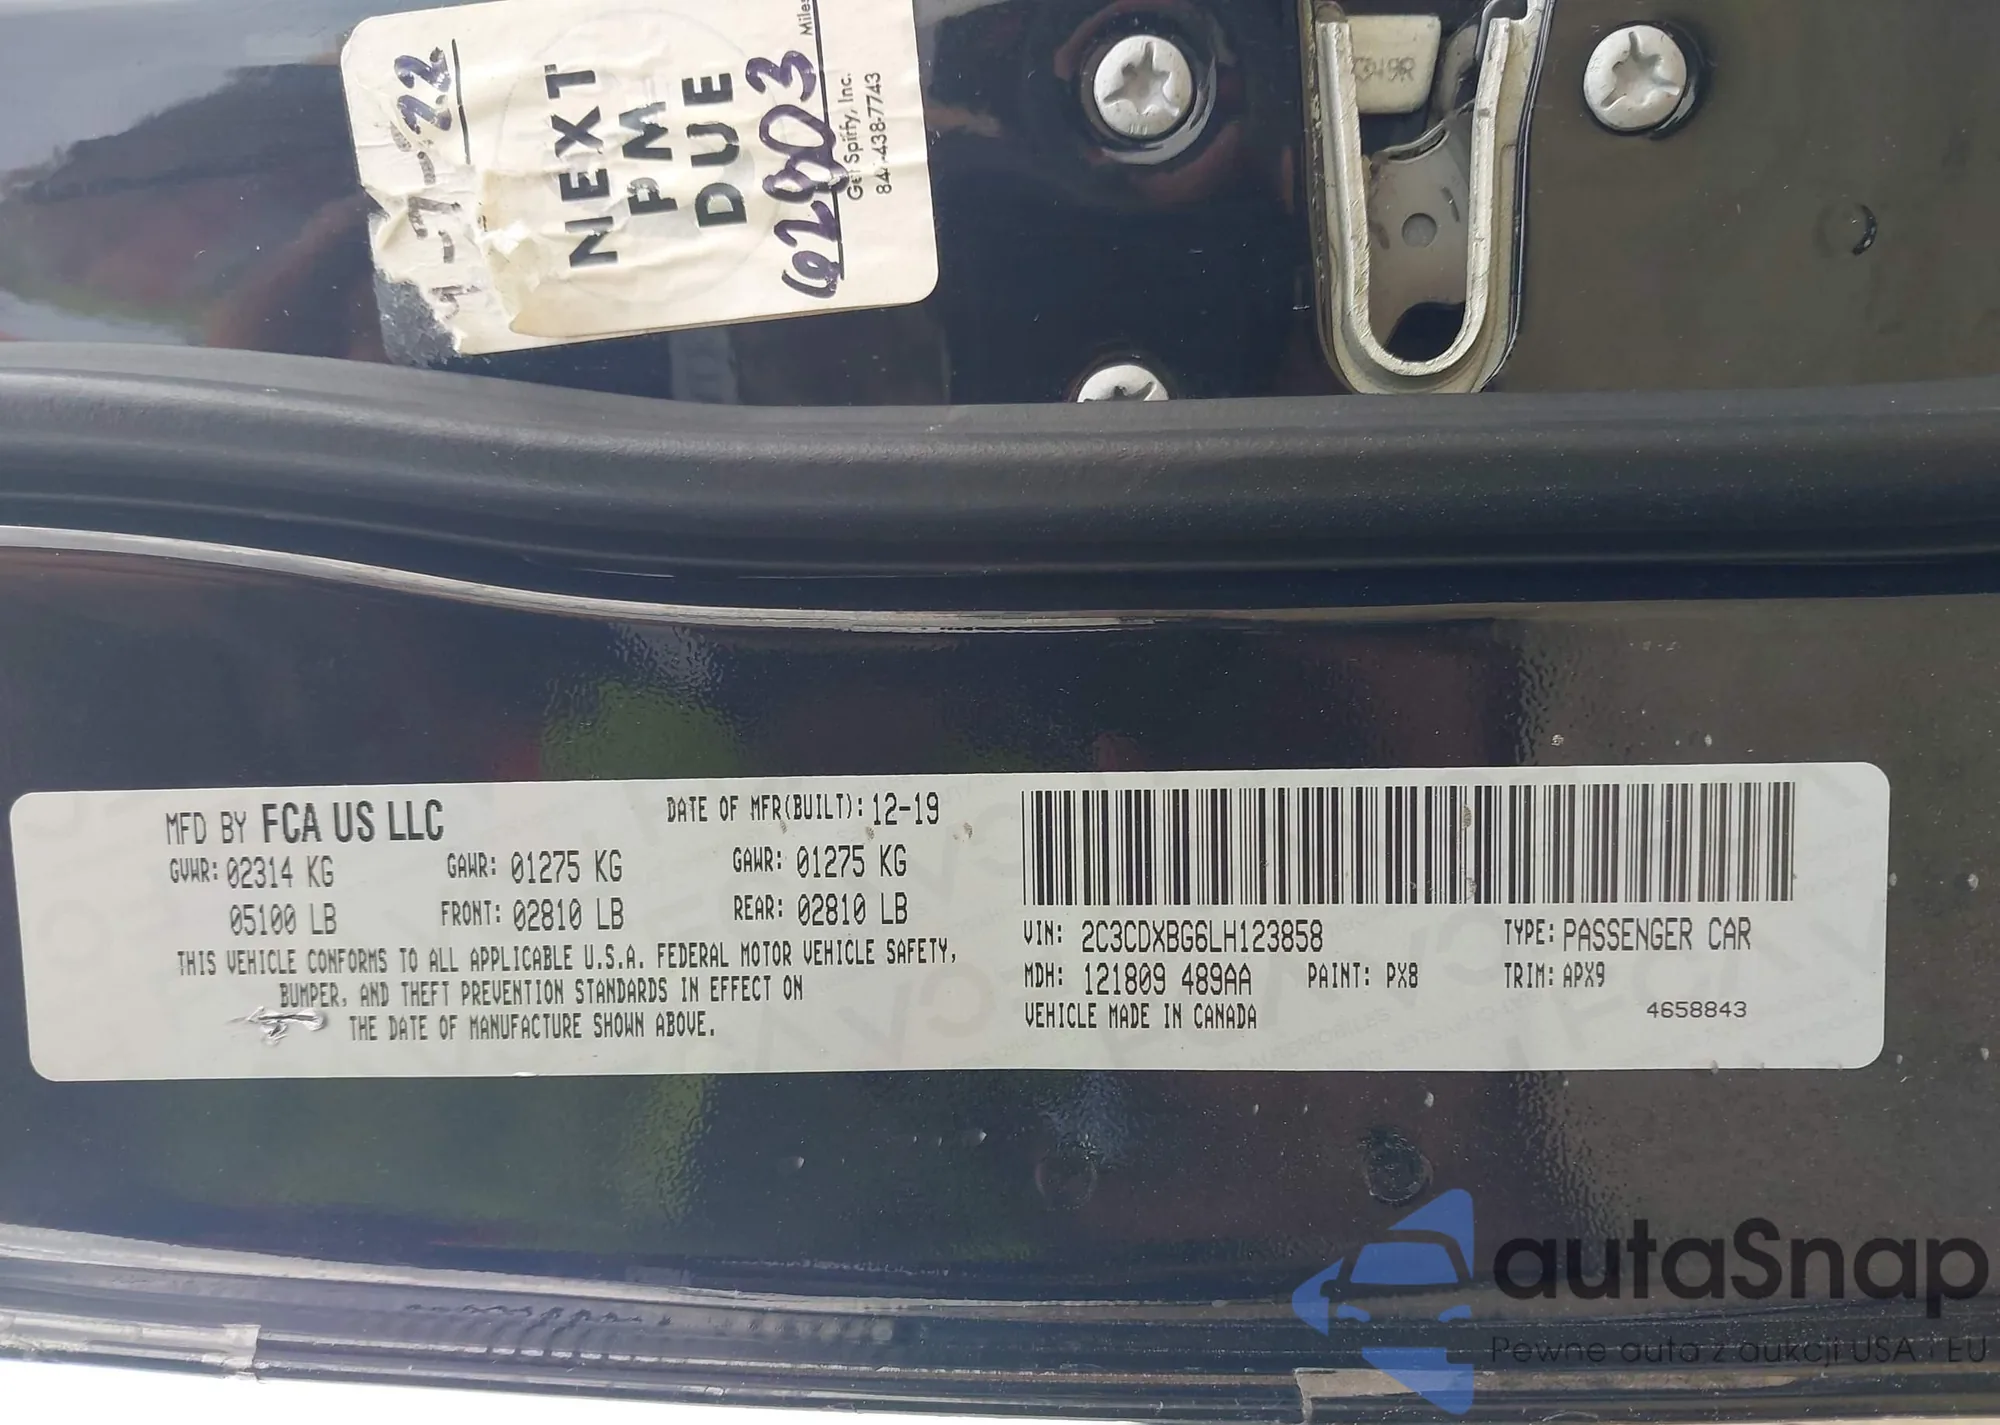 NEXT
PM
DUE
62803 Miles
Get Spiffy, Inc.
MFD BY FCA US LLC
DATE OF MFR(BUILT): 12-19
GVWR: 02314 KG GAWR: 01275 KG GAWR: 01275 KG
05100 LB FRONT: 02810 LB REAR: 02810 LB
THIS VEHICLE CONFORMS TO ALL APPLICABLE U.S.A. FEDERAL MOTOR VEHICLE SAFETY,
BUMPER, AND THEFT PREVENTION STANDARDS IN EFFECT ON
THE DATE OF MANUFACTURE SHOWN ABOVE.
VIN: 2C3CDXBG6LH123858 TYPE: PASSENGER CAR
MDH: 121809 489AA PAINT: PX8 TRIM: APX9
VEHICLE MADE IN CANADA
4658843
autaSnap
Pewne auta z aukcji USA i EU